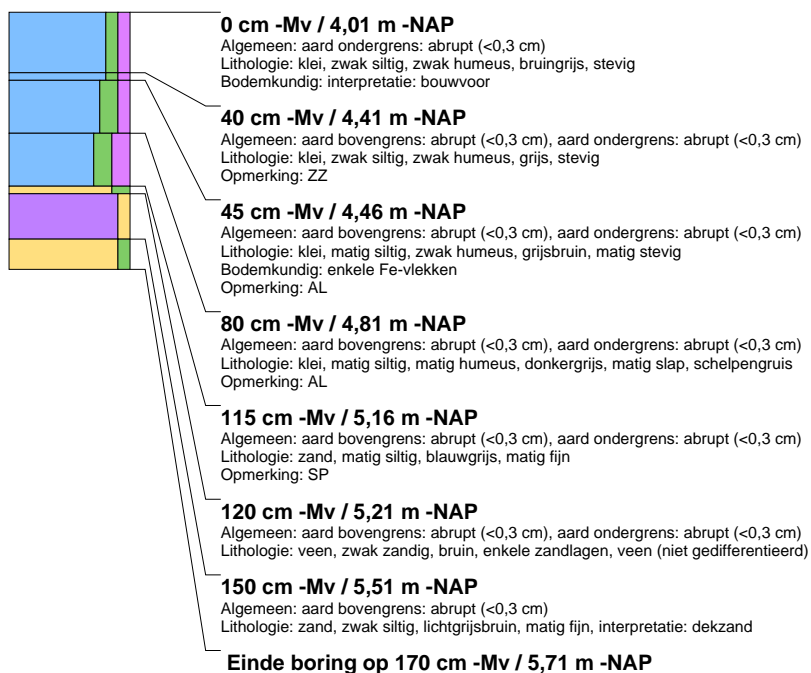 0 cm -Mv / 4,01 m -NAP
Algemeen: aard ondergrens: abrupt (<0,3 cm)
Lithologie: klei, zwak siltig, zwak humeus, bruingrijs, stevig
Bodemkundig: interpretatie: bouwvoor
40 cm -Mv / 4,41 m -NAP
Algemeen: aard bovengrens: abrupt (<0,3 cm), aard ondergrens: abrupt (<0,3 cm)
Lithologie: klei, zwak siltig, zwak humeus, grijs, stevig
Opmerking: ZZ
45 cm -Mv / 4,46 m -NAP
Algemeen: aard bovengrens: abrupt (<0,3 cm), aard ondergrens: abrupt (<0,3 cm)
Lithologie: klei, matig siltig, zwak humeus, grijsbruin, matig stevig
Bodemkundig: enkele Fe-vlekken
Opmerking: AL
80 cm -Mv / 4,81 m -NAP
Algemeen: aard bovengrens: abrupt (<0,3 cm), aard ondergrens: abrupt (<0,3 cm)
Lithologie: klei, matig siltig, matig humeus, donkergrijs, matig slap, schelpengruis
Opmerking: AL
115 cm -Mv / 5,16 m -NAP
Algemeen: aard bovengrens: abrupt (<0,3 cm), aard ondergrens: abrupt (<0,3 cm)
Lithologie: zand, matig siltig, blauwgrijs, matig fijn
Opmerking: SP
120 cm -Mv / 5,21 m -NAP
Algemeen: aard bovengrens: abrupt (<0,3 cm), aard ondergrens: abrupt (<0,3 cm)
Lithologie: veen, zwak zandig, bruin, enkele zandlagen, veen (niet gedifferentieerd)
150 cm -Mv / 5,51 m -NAP
Algemeen: aard bovengrens: abrupt (<0,3 cm)
Lithologie: zand, zwak siltig, lichtgrijsbruin, matig fijn, interpretatie: dekzand
Einde boring op 170 cm -Mv / 5,71 m -NAP